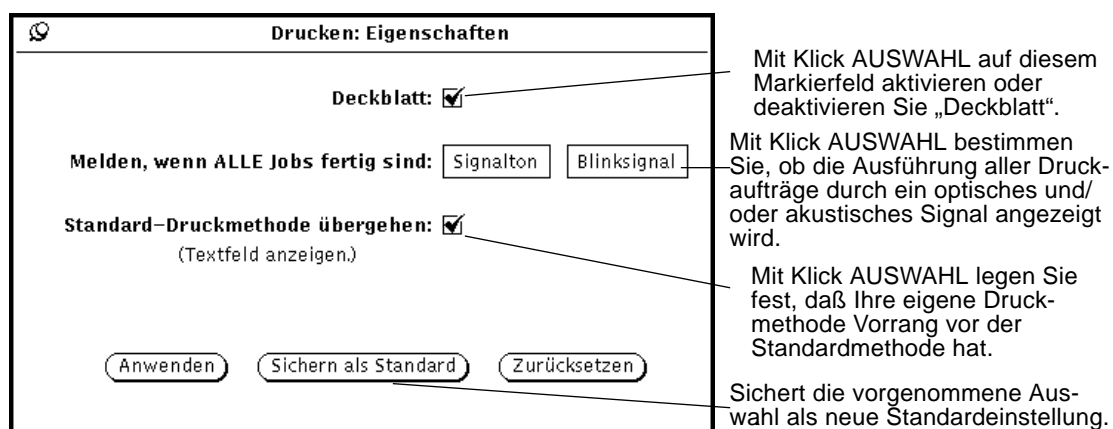 Drucken: Eigenschaften
Deckblatt:
Melden, wenn ALLE Jobs fertig sind: Signalton Blinksignal
Standard-Druckmethode übergehen:
(Textfeld anzeigen.)
Anwenden Sichern als Standard Zurücksetzen
Mit Klick AUSWAHL auf diesem
Markierfeld aktivieren oder
deaktivieren Sie „Deckblatt“.
Mit Klick AUSWAHL bestimmen
Sie, ob die Ausführung aller Druck-
aufträge durch ein optisches und/
oder akustisches Signal angezeigt
wird.
Mit Klick AUSWAHL legen Sie
fest, daß Ihre eigene Druck-
methode Vorrang vor der
Standardmethode hat.
Sichert die vorgenommene Aus-
wahl als neue Standardeinstellung.